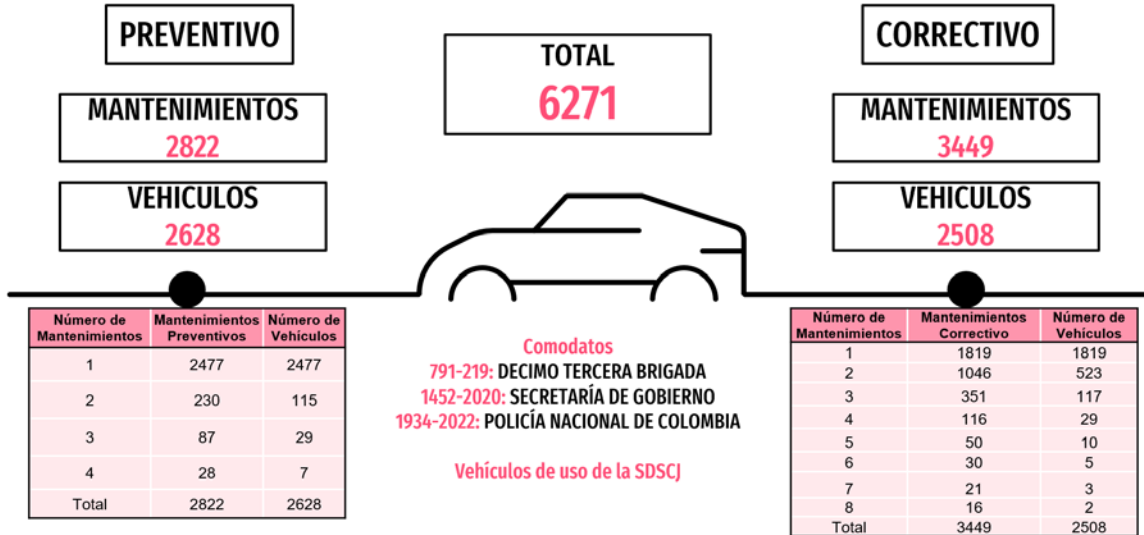 PREVENTIVO
MANTENIMIENTOS
2822
VEHICULOS
2628
TOTAL
6271
CORRECTIVO
MANTENIMIENTOS
3449
VEHICULOS
2508
Número de Mantenimientos Mantenimientos Preventivos Número de Vehículos
1 2477 2477
2 230 115
3 87 29
4 28 7
Total 2822 2628
Comodatos
791-219: DECIMO TERCERA BRIGADA
1452-2020: SECRETARÍA DE GOBIERNO
1934-2022: POLICÍA NACIONAL DE COLOMBIA
Vehículos de uso de la SDSCJ
Número de Mantenimientos Mantenimientos Correctivo Número de Vehículos
1 1819 1819
2 1046 523
3 351 117
4 116 29
5 50 10
6 30 5
7 21 3
8 16 2
Total 3449 2508